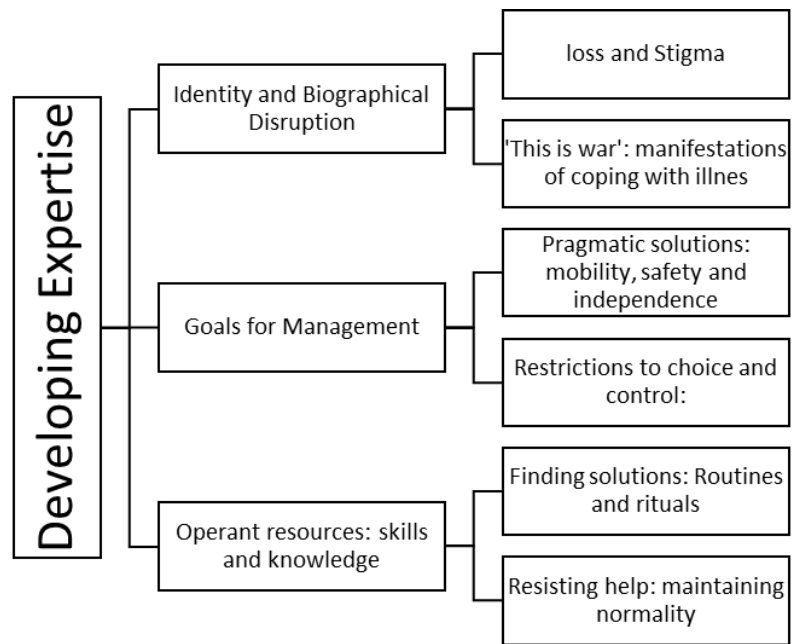 Developing Expertise
Identity and Biographical
Disruption
loss and Stigma
'This is war': manifestations
of coping with illnes
Goals for Management
Pragmatic solutions:
mobility, safety and
independence
Restrictions to choice and
control:
Operant resources: skills
and knowledge
Finding solutions: Routines
and rituals
Resisting help: maintaining
normality